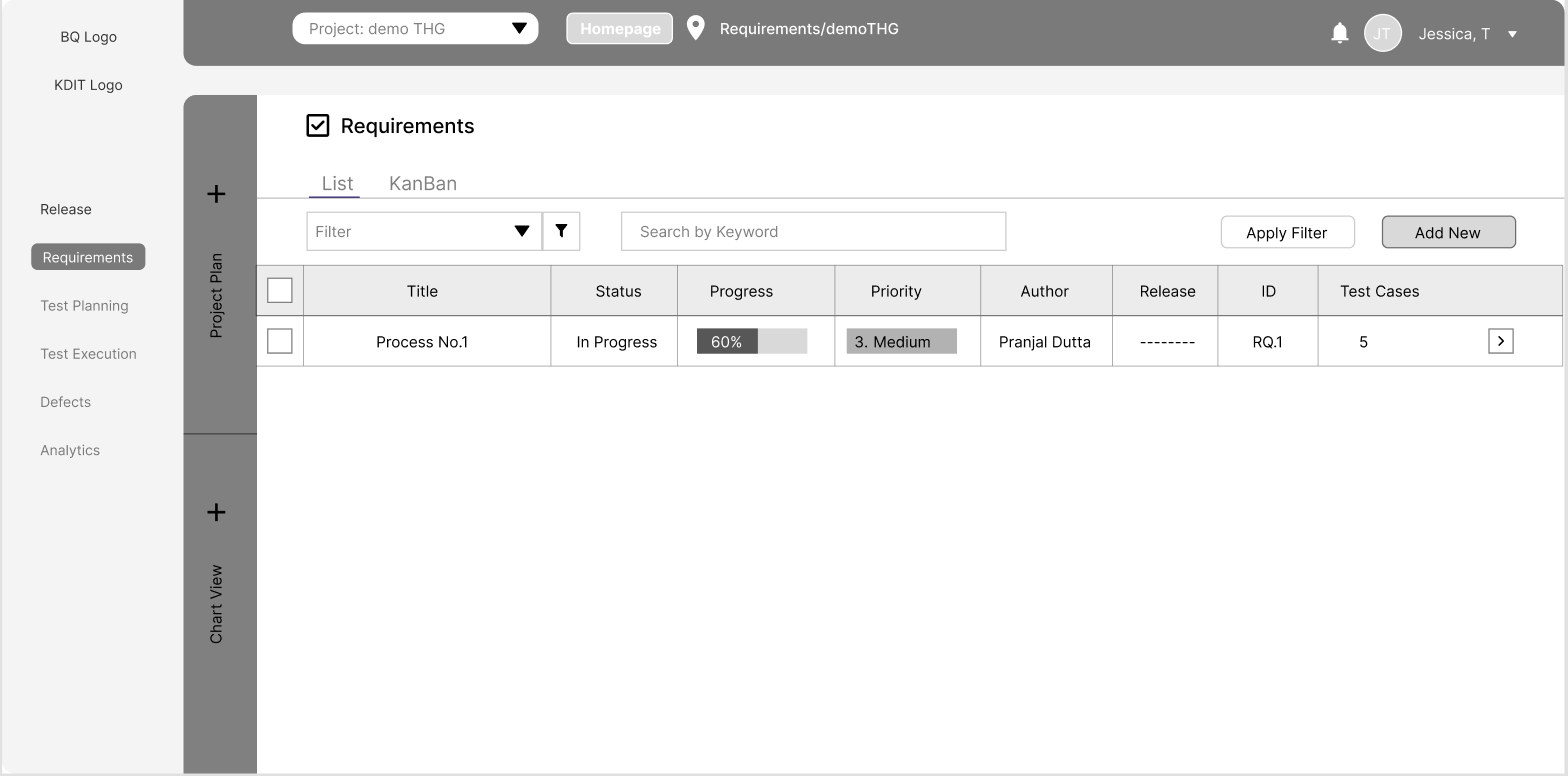 BQ Logo
KDIT Logo
Project: demo THG
Homepage
Requirements/demoTHG
JT
Jessica, T
Release
Requirements
Test Planning
Test Execution
Defects
Analytics
Project Plan
Chart View
Requirements
List KanBan
Filter
Search by Keyword
Apply Filter
Add New
Title Status Progress Priority Author Release ID Test Cases
Process No.1 In Progress 60% 3. Medium Pranjal Dutta -------- RQ.1 5